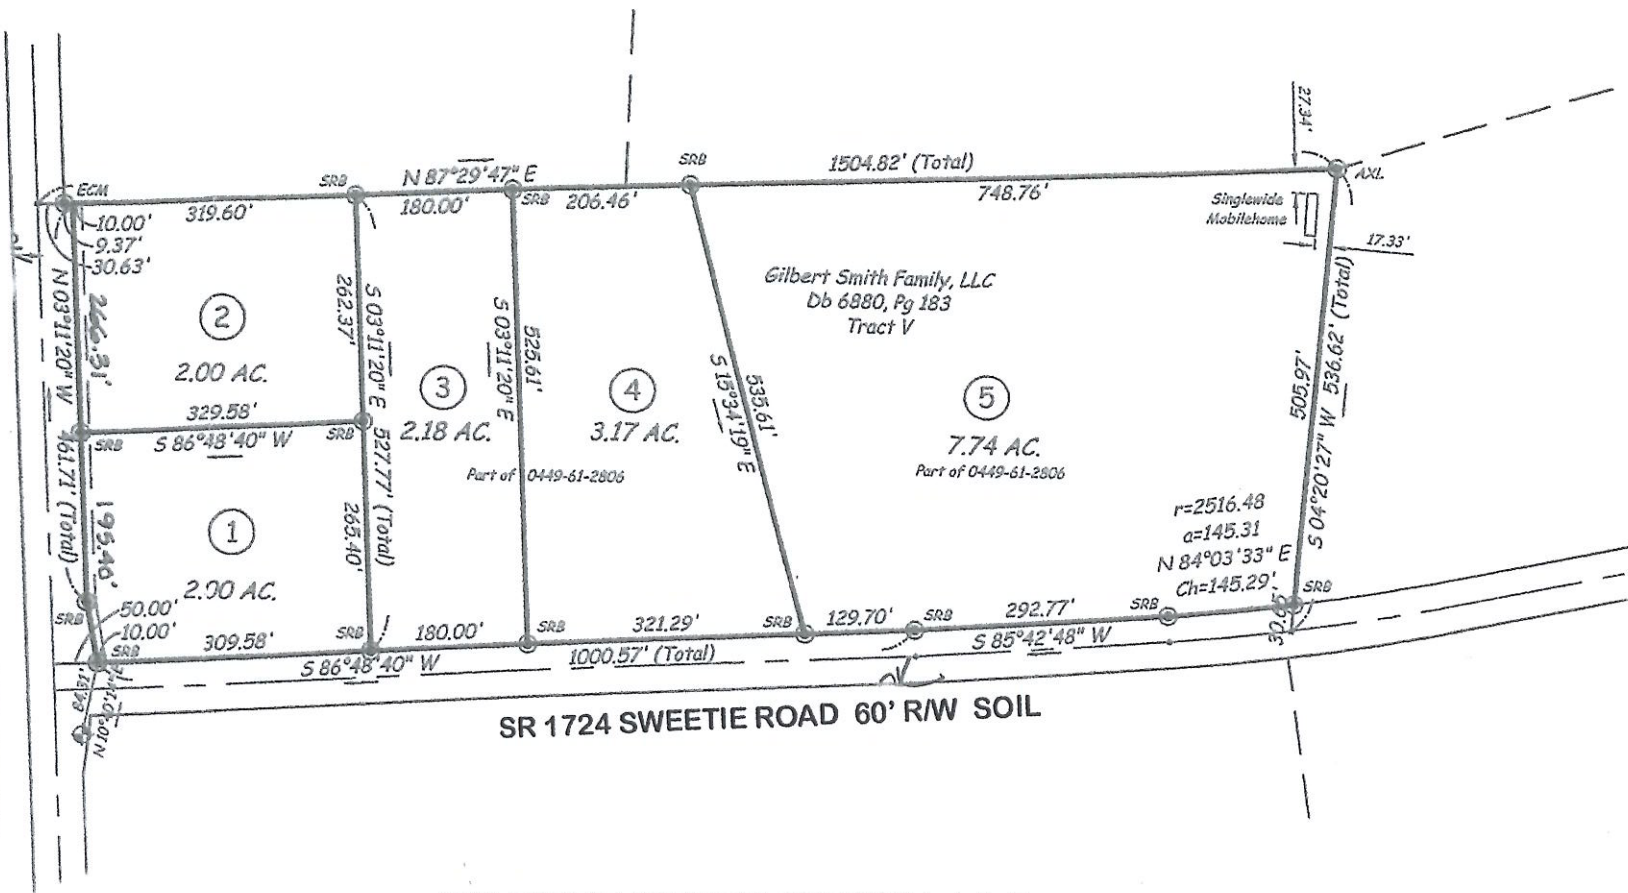 ECM
10.00'
9.37'
30.63'
319.60'
SRB
N 87°29'47" E
180.00'
SRB
206.46'
SRB
1504.82' (Total)
748.76'
27.34'
AXL
Singlewide
Mobilehome
17.33'
N 03°11'20" W
461.71' (Total)
266.31'
195.40'
2
2.00 AC.
329.58'
SRB
S 86°48'40" W
SRB
1
2.00 AC.
262.37'
S 03°11'20" E
527.77' (Total)
265.40'
3
2.18 AC.
S 03°11'20" E
525.61'
4
3.17 AC.
Part of 0449-61-2806
535.61'
S 15°34'19" E
Gilbert Smith Family, LLC
Db 6880, Pg 183
Tract V
5
7.74 AC.
Part of 0449-61-2806
505.97'
S 04°20'27" W 536.62' (Total)
r=2516.48
a=145.31
N 84°03'33" E
Ch=145.29'
30.65'
SRB
SRB
50.00'
10.00'
SRB
309.58'
SRB
S 86°48'40" W
180.00'
SRB
321.29'
1000.57' (Total)
SRB
129.70'
SRB
292.77'
S 85°42'48" W
SRB
SR 1724 SWEETIE ROAD 60' R/W SOIL